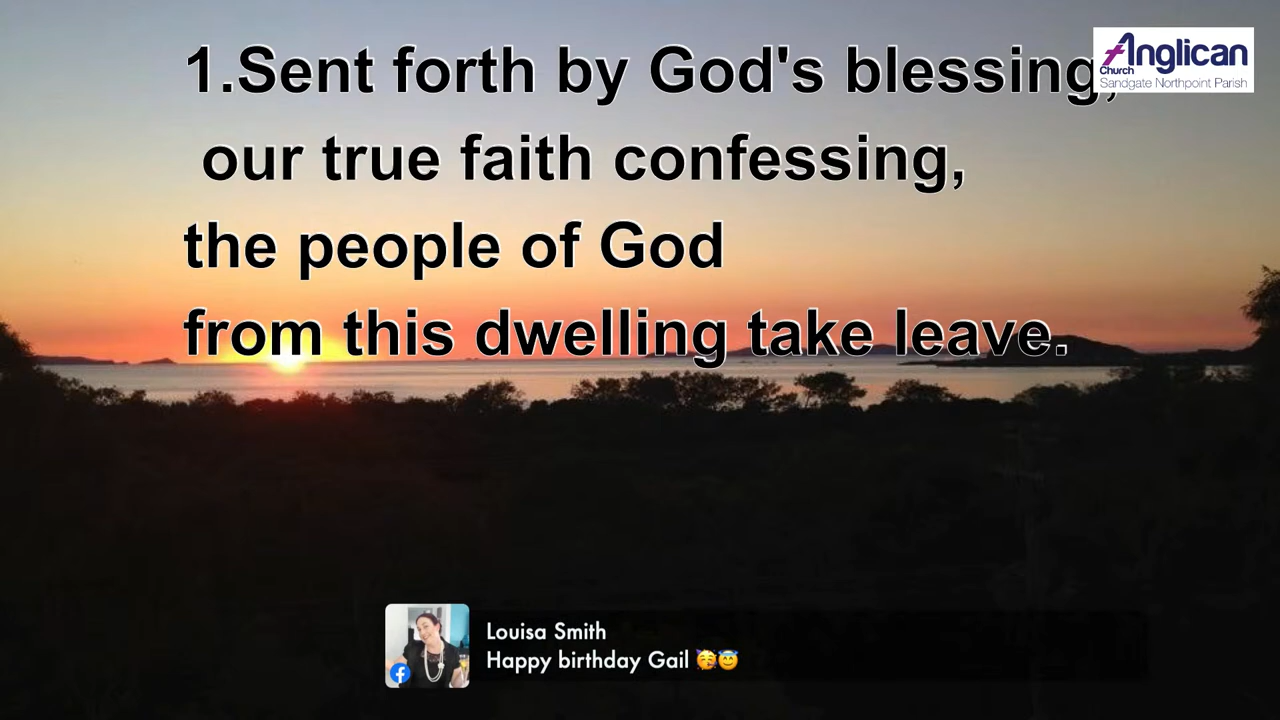 1.Sent forth by God's blessing,
our true faith confessing,
the people of God
from this dwelling take leave.
Anglican
Church
Sandgate Northpoint Parish
Louisa Smith
Happy birthday Gail 🥳😇